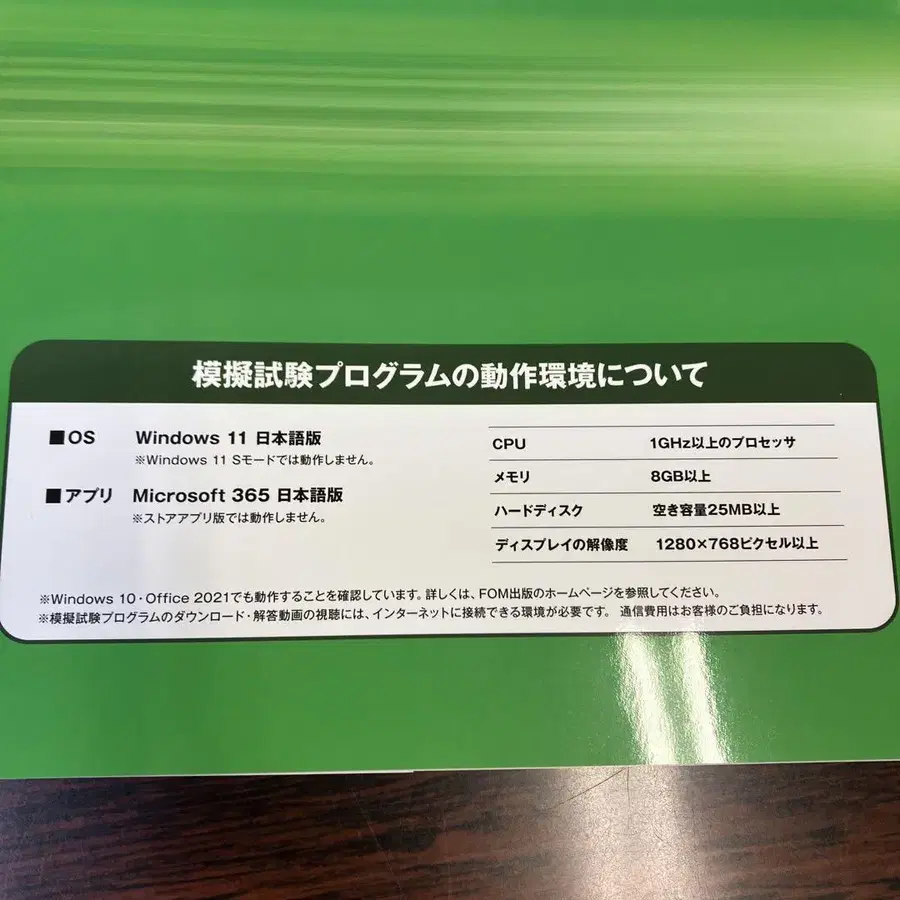 模擬試験プログラムの動作環境について
■OS Windows 11 日本語版
※Windows 11 Sモードでは動作しません。
■アプリ Microsoft 365 日本語版
※ストアアプリ版では動作しません。
CPU 1GHz以上のプロセッサ
メモリ 8GB以上
ハードディスク 空き容量25MB以上
ディスプレイの解像度 1280×768ピクセル以上
※Windows 10・Office 2021でも動作することを確認しています。詳しくは、FOM出版のホームページを参照してください。
※模擬試験プログラムのダウンロード・解答動画の視聴には、インターネットに接続できる環境が必要です。 通信費用はお客様のご負担になります。